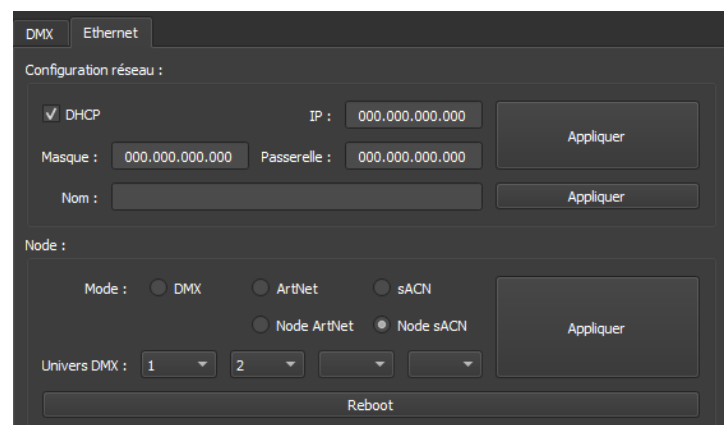 DMX Ethernet
Configuration réseau :
DHCP IP : 000.000.000.000 Appliquer
Masque : 000.000.000.000 Passerelle : 000.000.000.000
Nom : Appliquer
Node :
Mode : DMX ArtNet sACN
Node ArtNet Node sACN Appliquer
Univers DMX : 1 2
Reboot